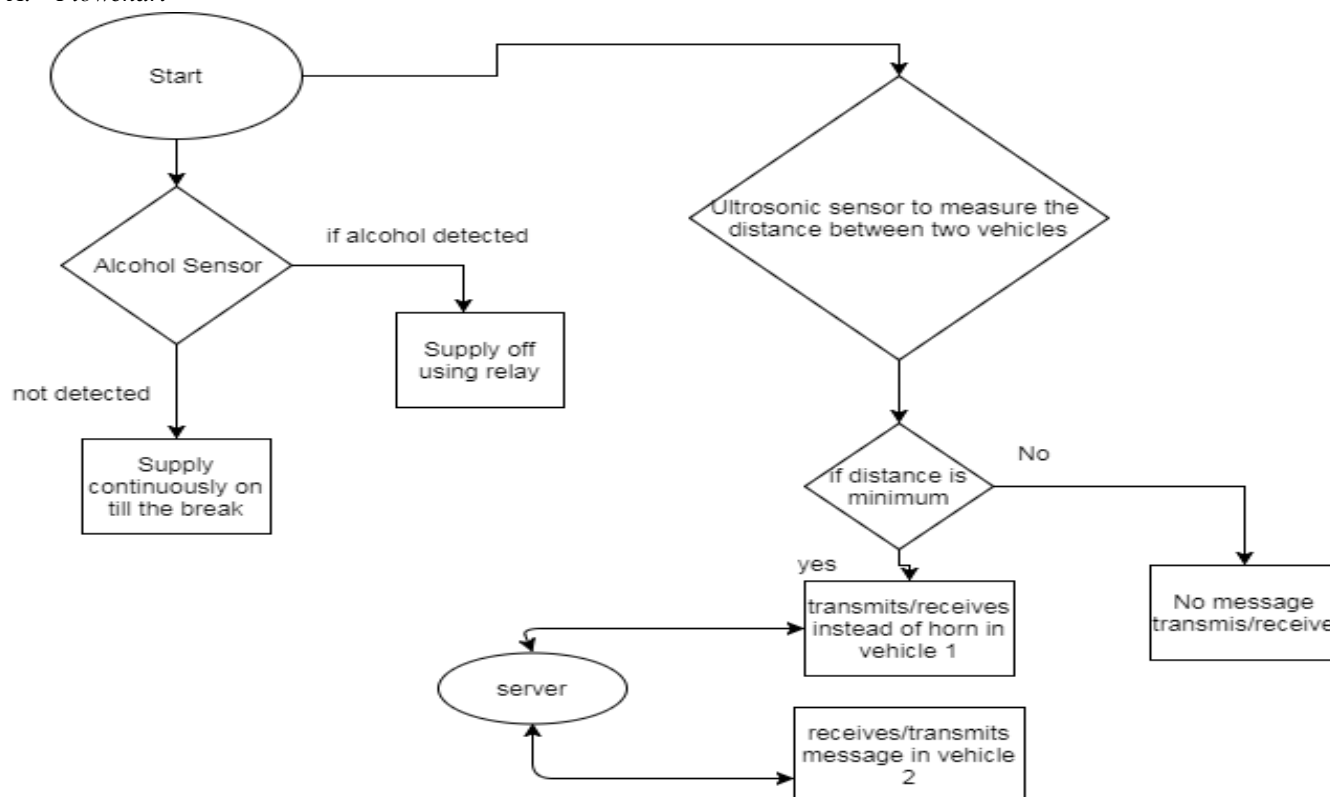 Start
Ultrosonic sensor to measure the
distance between two vehicles
if alcohol detected
Alcohol Sensor
Supply off
using relay
not detected
Supply
continuously on
till the break
No
if distance is
minimum
yes
transmits/receives
instead of horn in
vehicle 1
No message
transmis/receive
server
receives/transmits
message in vehicle
2